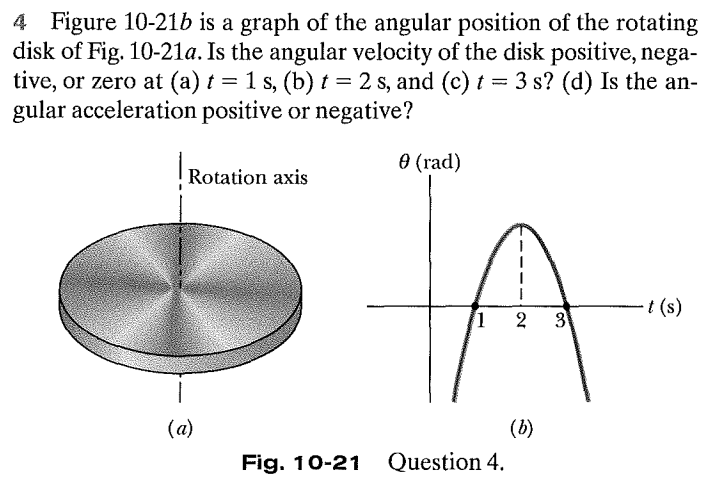 4 Figure 10-21b is a graph of the angular position of the rotating
disk of Fig. 10-21a. Is the angular velocity of the disk positive, nega-
tive, or zero at (a) t = 1 s, (b) t = 2 s, and (c) t = 3 s? (d) Is the an-
gular acceleration positive or negative?
Rotation axis
θ (rad)
t (s)
1 2 3
(a)
(b)
Fig. 10-21 Question 4.